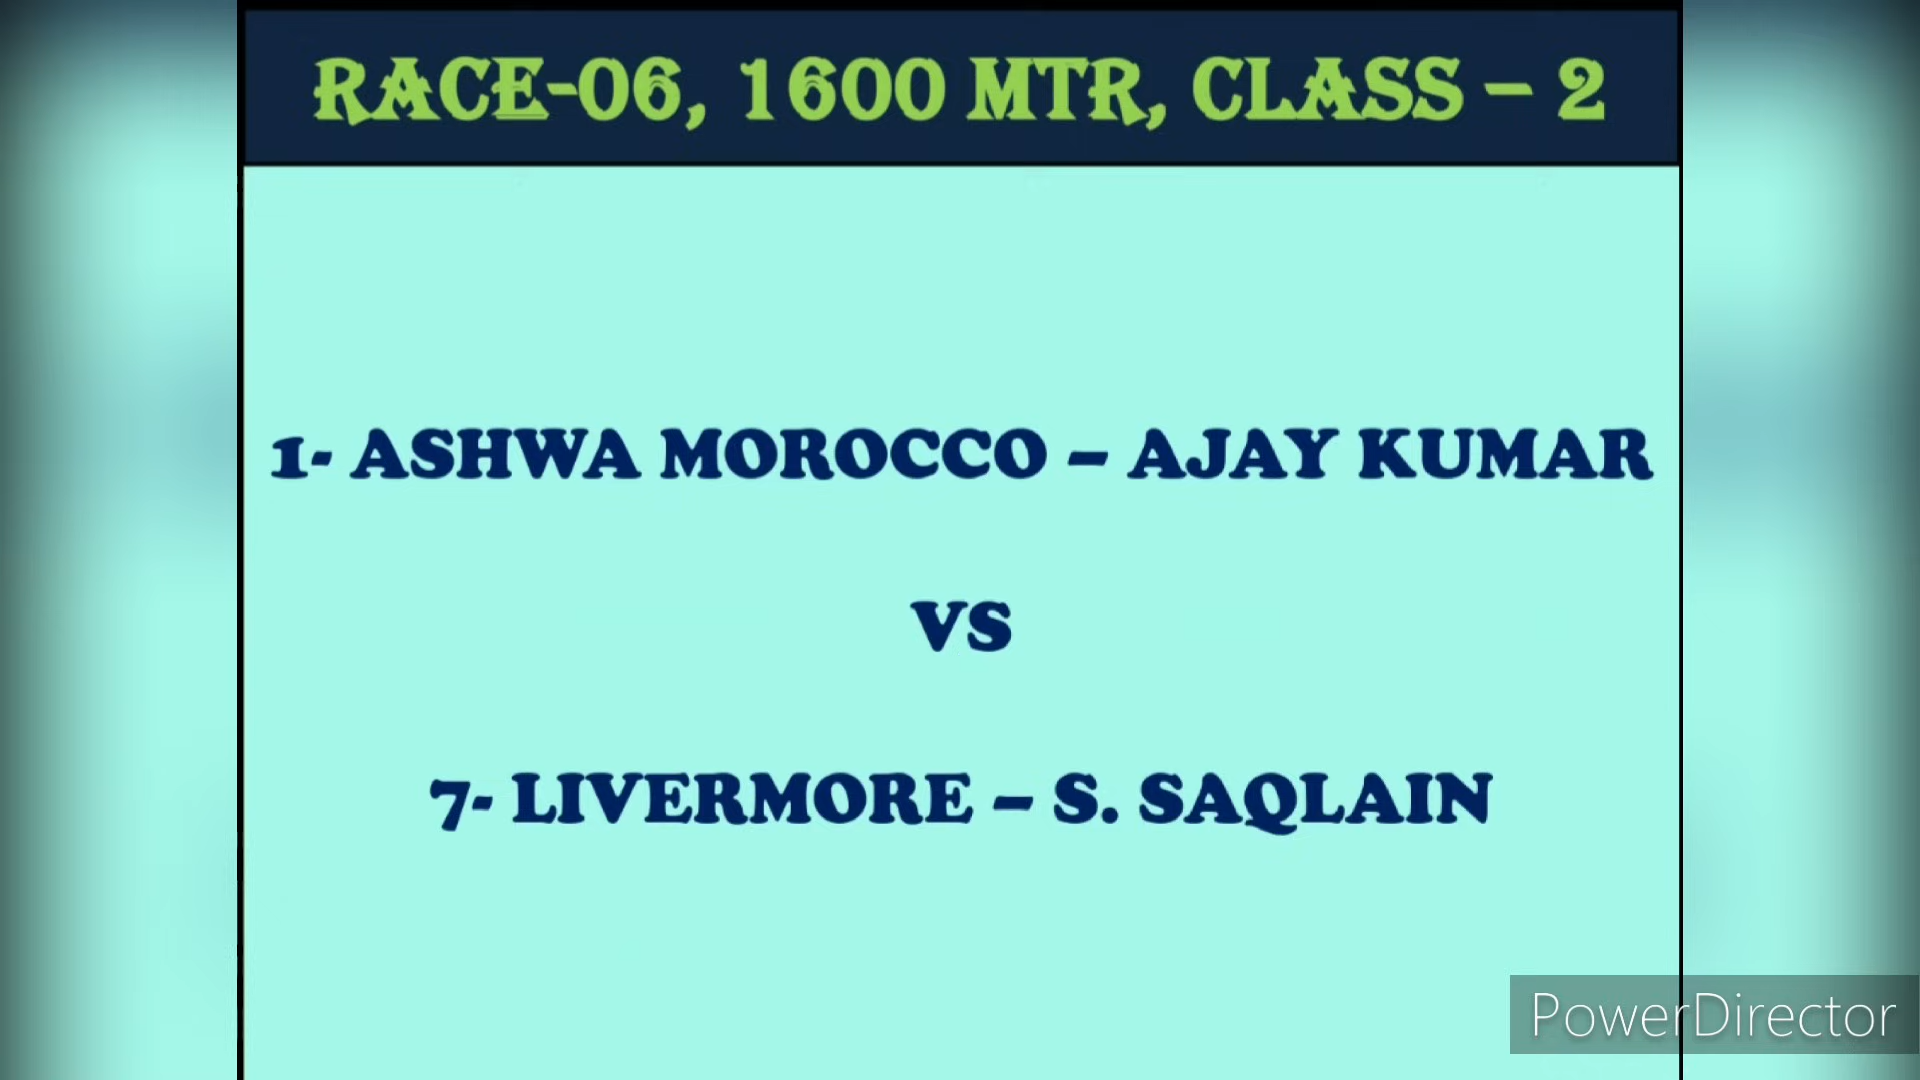 RACE-06, 1600 MTR, CLASS – 2
1- ASHWA MOROCCO – AJAY KUMAR
VS
7- LIVERMORE – S. SAQLAIN
PowerDirector